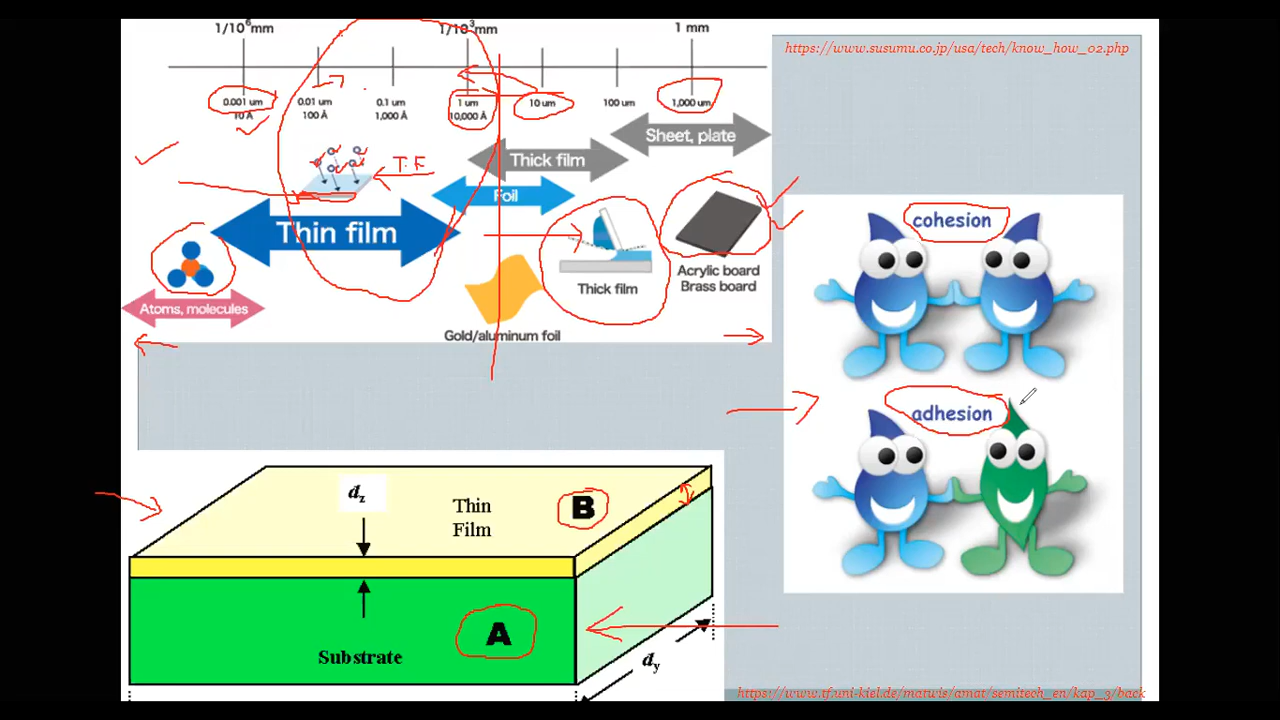 1/10⁶mm
1/10³mm
1 mm
https://www.susumu.co.jp/usa/tech/know_how_02.php
0.001 um
0.01 um
0.1 um
1 um
10 um
100 um
1,000 um
10 Å
100 Å
1,000 Å
10,000 Å
Sheet, plate
Thick film
T.F
Foil
Thin film
cohesion
Acrylic board
Brass board
Thick film
Atoms, molecules
Gold/aluminum foil
adhesion
dz
Thin
Film
B
A
Substrate
dy
https://www.tf.uni-kiel.de/matwis/amat/semitech_en/kap_3/back